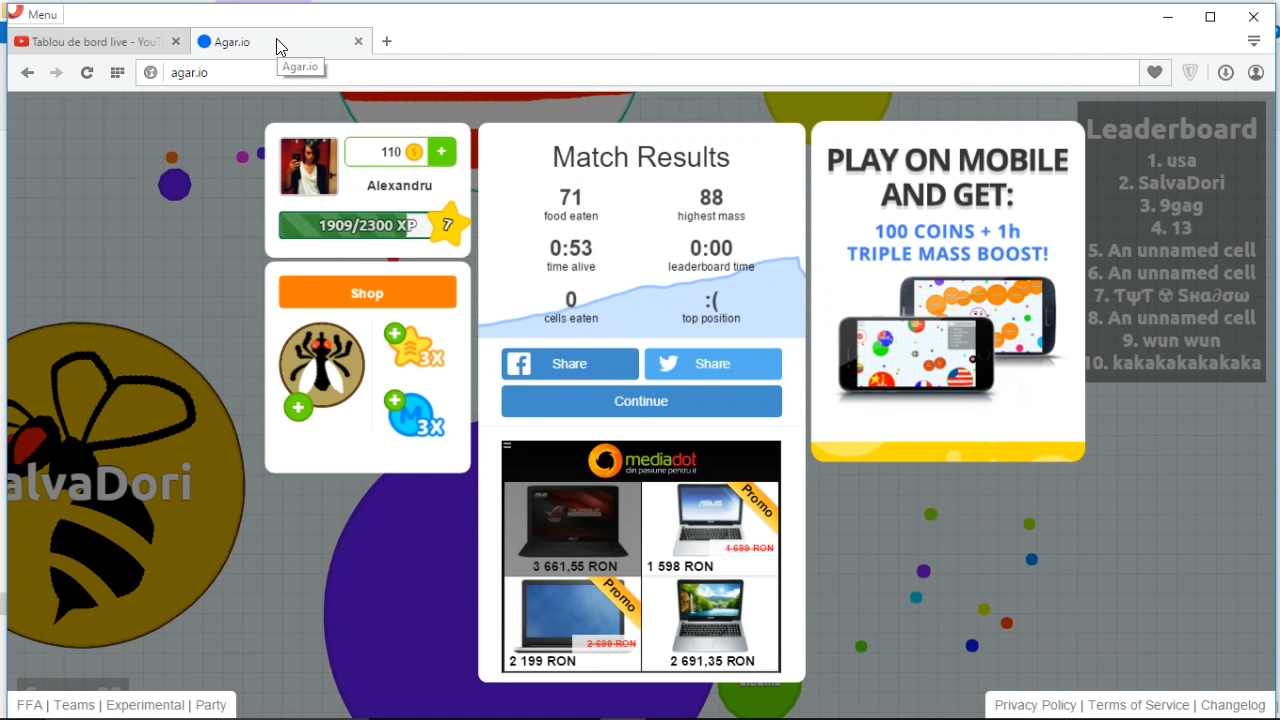 Menu
Tablou de bord live - YouT
Agar.io
agar.io
Agar.io
110
Alexandru
1909/2300 XP
7
Shop
3X
M
3X
Match Results
71
88
food eaten
highest mass
0:53
0:00
time alive
leaderboard time
0
:(
cells eaten
top position
Share
Share
Continue
mediadot
din pasiune pentru it
3 661,55 RON
Promo
1 699 RON
1 598 RON
Promo
2 699 RON
2 199 RON
2 691,35 RON
PLAY ON MOBILE
AND GET:
100 COINS + 1h
TRIPLE MASS BOOST!
Leaderboard
1. usa
2. SalvaDori
3. 9gag
4. 13
5. An unnamed cell
6. An unnamed cell
7. ΤψΤ ☢ Sнα∂σω
8. An unnamed cell
9. wun wun
10. kakakakakaka
alvaDori
FFA | Teams | Experimental | Party
Privacy Policy | Terms of Service | Changelog